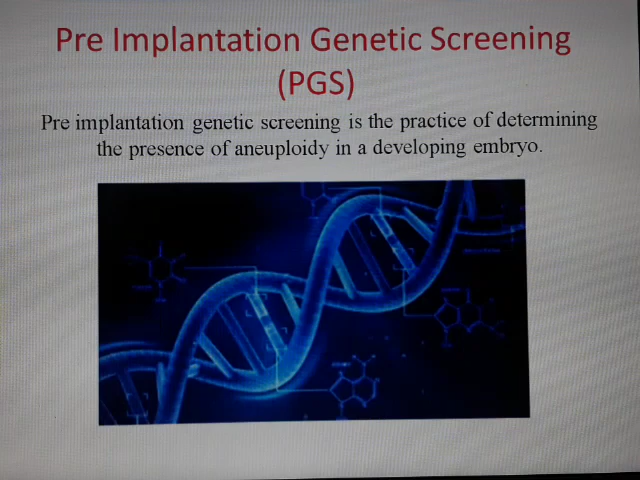 Pre Implantation Genetic Screening
(PGS)
Pre implantation genetic screening is the practice of determining
the presence of aneuploidy in a developing embryo.